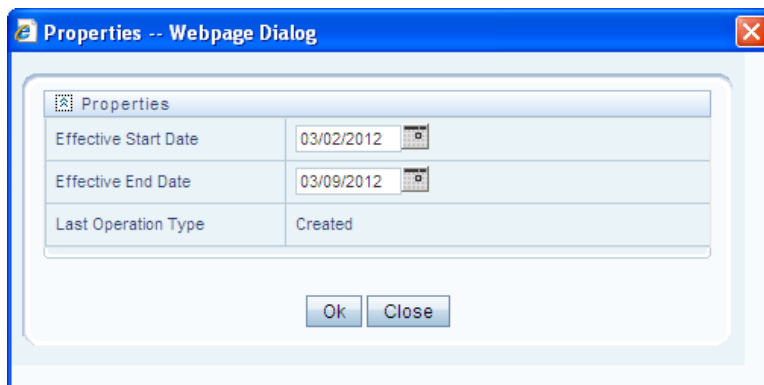 Properties -- Webpage Dialog
Properties
Effective Start Date 03/02/2012
Effective End Date 03/09/2012
Last Operation Type Created
Ok Close